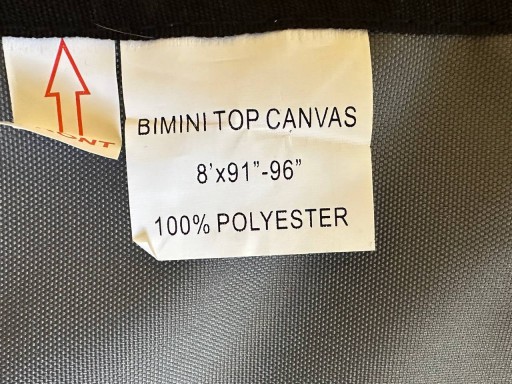 BIMINI TOP CANVAS
8'x91”-96”
100% POLYESTER